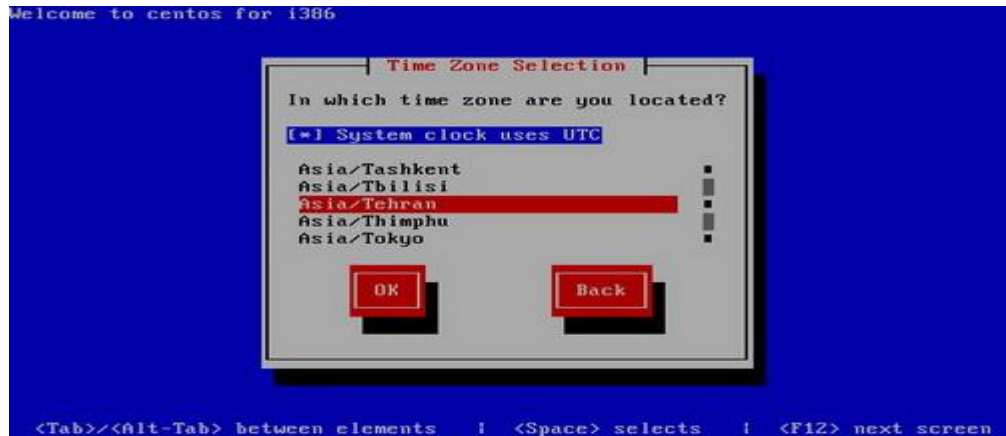 Welcome to centos for i386
Time Zone Selection
In which time zone are you located?
[*] System clock uses UTC
Asia/Tashkent
Asia/Tbilisi
Asia/Tehran
Asia/Thimphu
Asia/Tokyo
OK Back
<Tab>/<Alt-Tab> between elements | <Space> selects | <F12> next screen